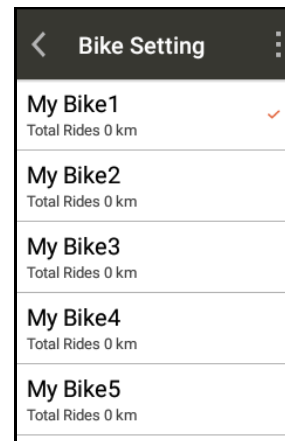 Bike Setting
My Bike1
Total Rides 0 km
My Bike2
Total Rides 0 km
My Bike3
Total Rides 0 km
My Bike4
Total Rides 0 km
My Bike5
Total Rides 0 km